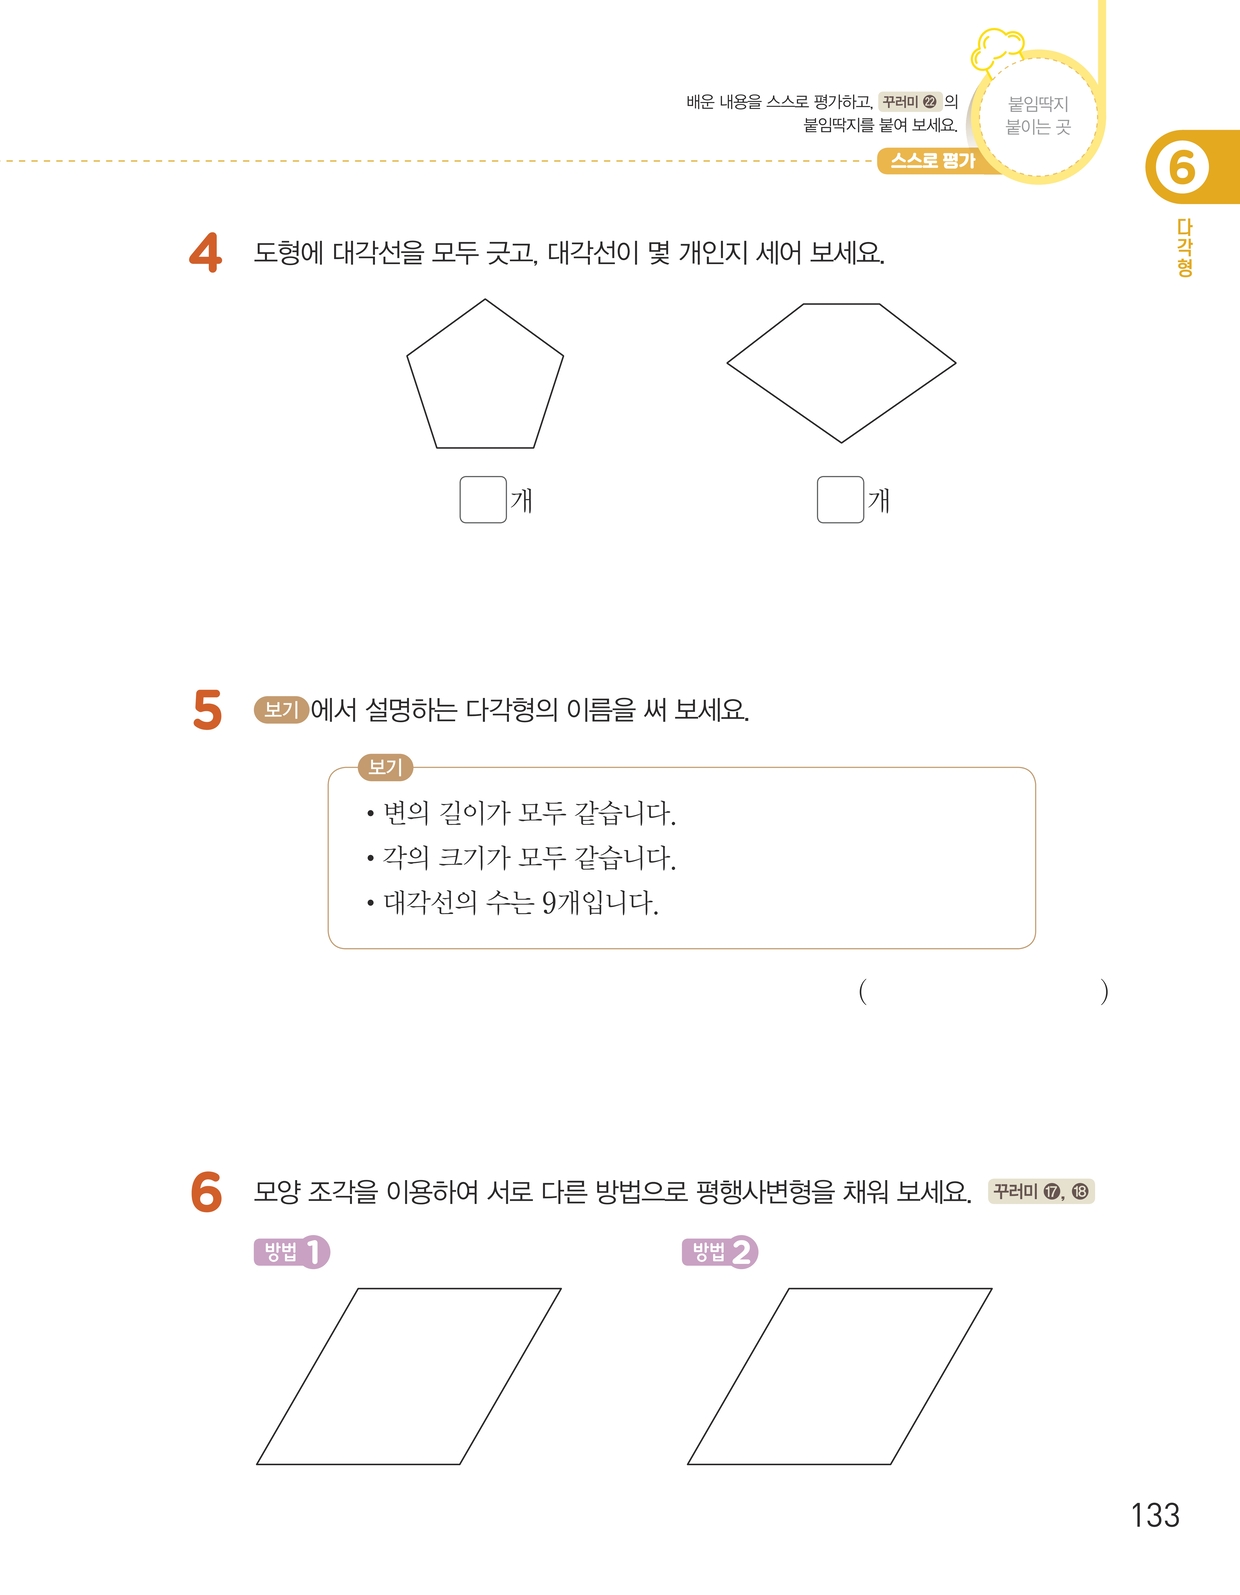 배운 내용을 스스로 평가하고, 꾸러미 22 의
붙임딱지를 붙여 보세요.
스스로 평가
붙임딱지
붙이는 곳
6
다각형
4 도형에 대각선을 모두 긋고, 대각선이 몇 개인지 세어 보세요.
개 개
5 보기에서 설명하는 다각형의 이름을 써 보세요.
보기
• 변의 길이가 모두 같습니다.
• 각의 크기가 모두 같습니다.
• 대각선의 수는 9개입니다.
( )
6 모양 조각을 이용하여 서로 다른 방법으로 평행사변형을 채워 보세요. 꾸러미 17, 18
방법 1 방법 2
133